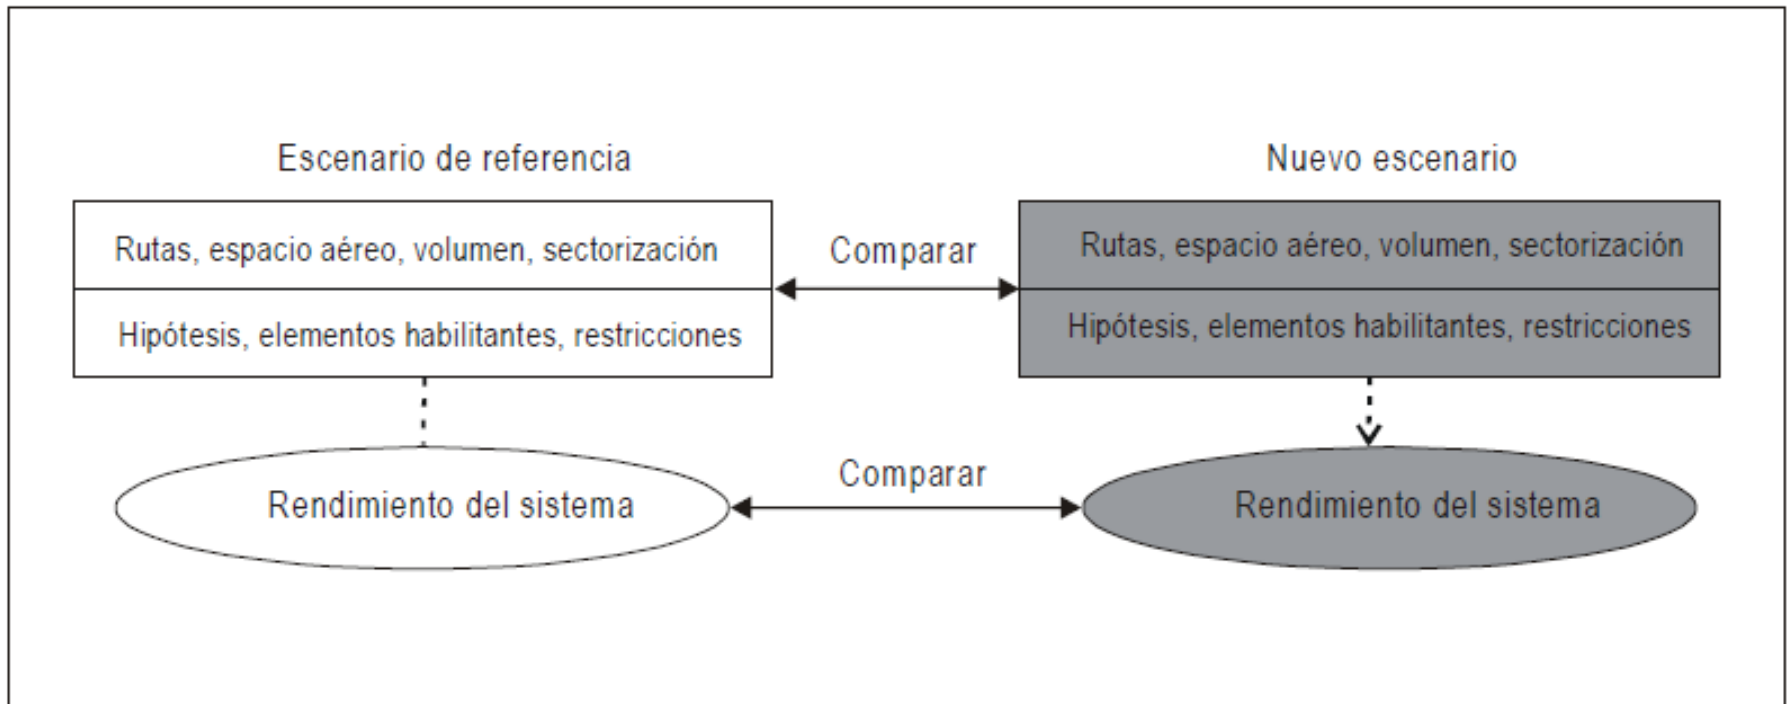 Escenario de referencia
Nuevo escenario
Rutas, espacio aéreo, volumen, sectorización
Comparar
Rutas, espacio aéreo, volumen, sectorización
Hipótesis, elementos habilitantes, restricciones
Hipótesis, elementos habilitantes, restricciones
Comparar
Rendimiento del sistema
Rendimiento del sistema